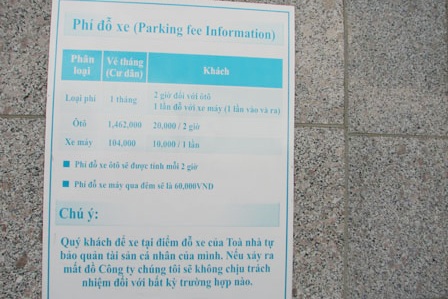 Phí đỗ xe (Parking fee Information)
Phân loại Vé tháng (Cư dân) Khách
Loại phí 1 tháng 2 giờ đối với ôtô
1 lần đỗ với xe máy (1 lần vào và ra)
Ôtô 1,462,000 20,000 / 2 giờ
Xe máy 104,000 10,000 / 1 lần
Phí đỗ xe ôtô sẽ được tính mỗi 2 giờ
Phí đỗ xe máy qua đêm sẽ là 60,000VND
Chú ý:
Quý khách để xe tại điểm đỗ xe của Toà nhà tự
bảo quản tài sản cá nhân của mình. Nếu xảy ra
mất đồ Công ty chúng tôi sẽ không chịu trách
nhiệm đối với bất kỳ trường hợp nào.